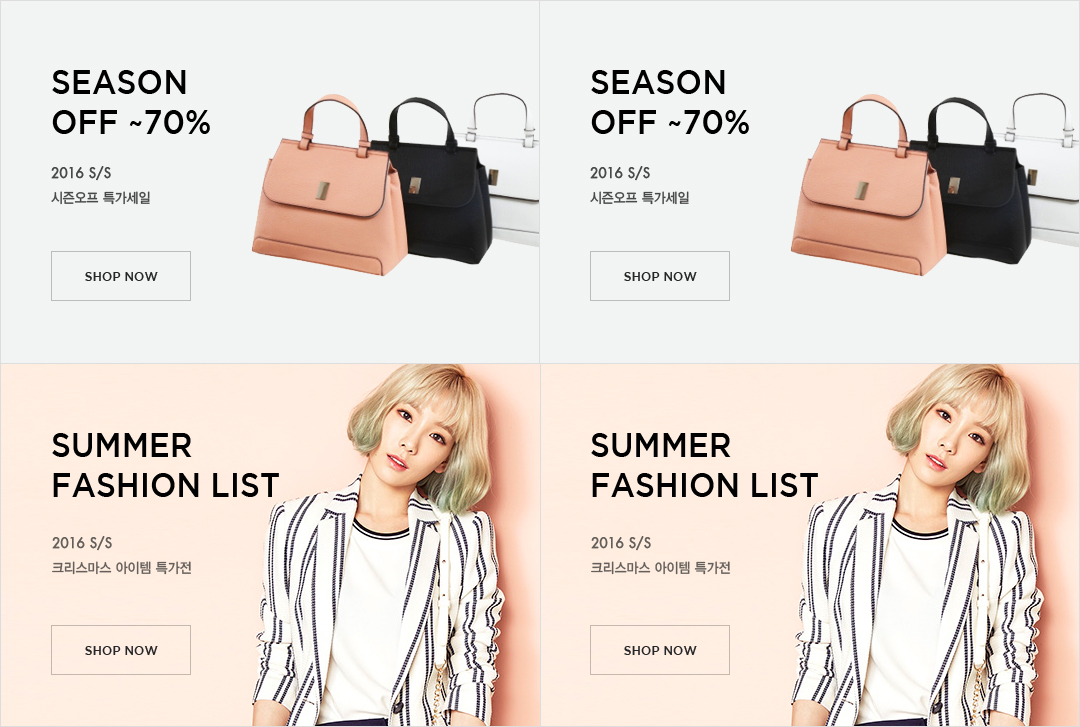 SEASON
OFF ~70%
2016 S/S
시즌오프 특가세일
SHOP NOW
SEASON
OFF ~70%
2016 S/S
시즌오프 특가세일
SHOP NOW
SUMMER
FASHION LIST
2016 S/S
크리스마스 아이템 특가전
SHOP NOW
SUMMER
FASHION LIST
2016 S/S
크리스마스 아이템 특가전
SHOP NOW